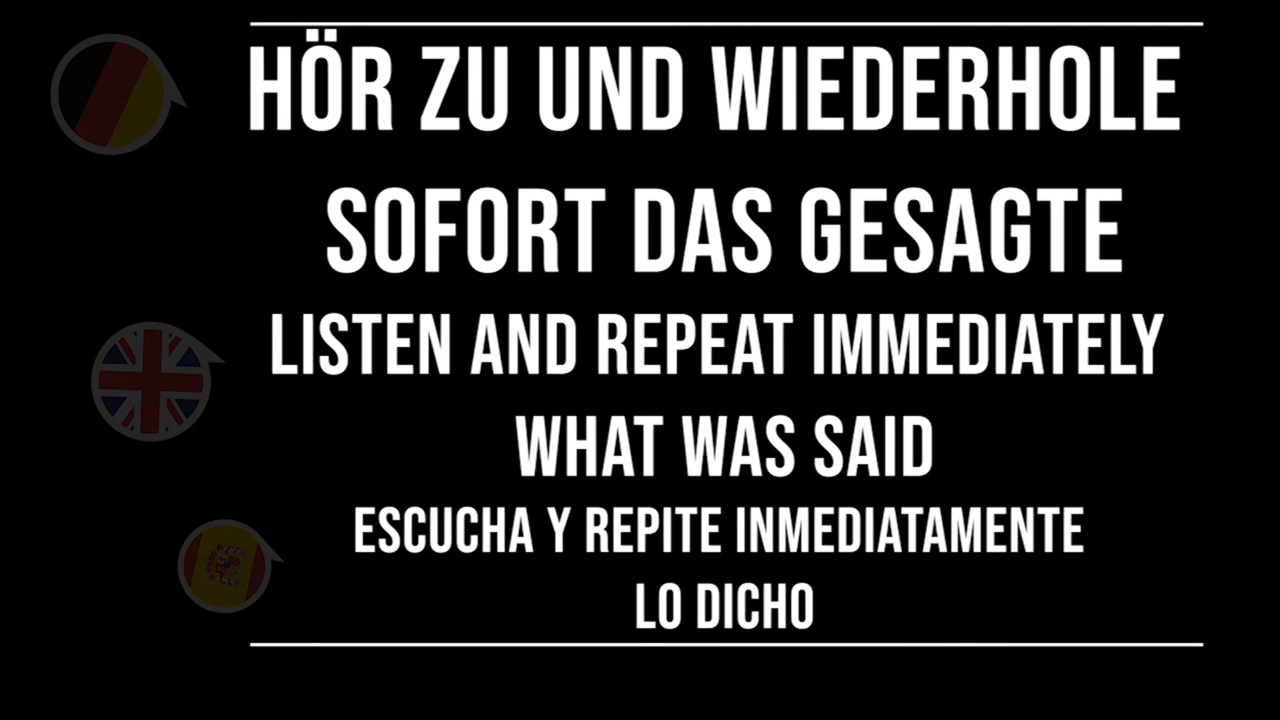 HÖR ZU UND WIEDERHOLE
SOFORT DAS GESAGTE
LISTEN AND REPEAT IMMEDIATELY
WHAT WAS SAID
ESCUCHA Y REPITE INMEDIATAMENTE
LO DICHO